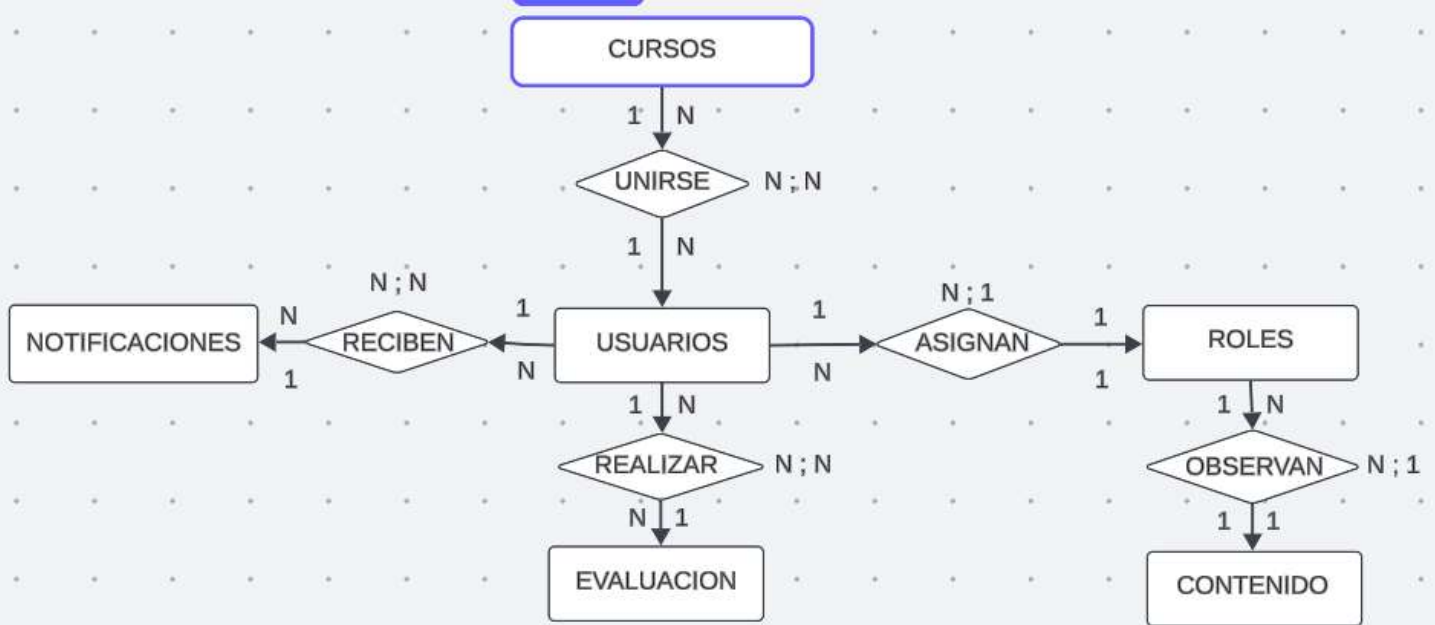 CURSOS
1 N
UNIRSE N ; N
1 N
N ; N
N ; 1
NOTIFICACIONES N 1 RECIBEN 1 N USUARIOS 1 N ASIGNAN 1 1 ROLES
1 N
1 N
REALIZAR N ; N
OBSERVAN N ; 1
N 1
1 1
EVALUACION
CONTENIDO